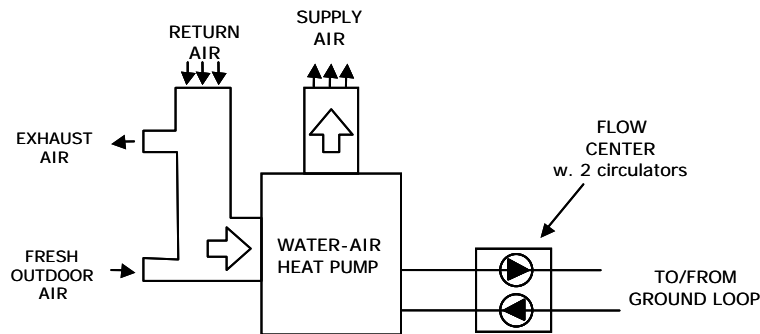 RETURN
AIR
SUPPLY
AIR
EXHAUST
AIR
FLOW
CENTER
w. 2 circulators
WATER-AIR
HEAT PUMP
FRESH
OUTDOOR
AIR
TO/FROM
GROUND LOOP